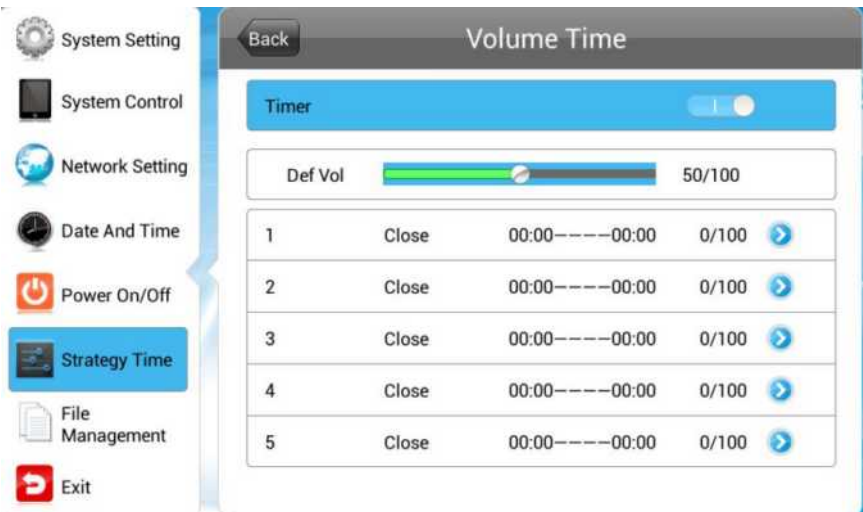 System Setting
System Control
Network Setting
Date And Time
Power On/Off
Strategy Time
File
Management
Exit
Back
Volume Time
Timer
Def Vol 50/100
1 Close 00:00----00:00 0/100
2 Close 00:00----00:00 0/100
3 Close 00:00----00:00 0/100
4 Close 00:00----00:00 0/100
5 Close 00:00----00:00 0/100